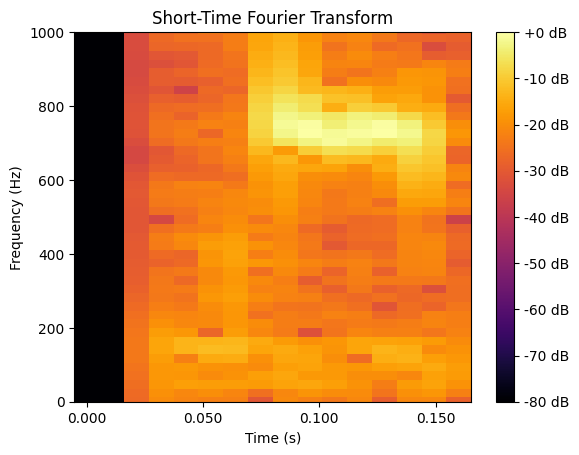 Short-Time Fourier Transform
1000
800
600
400
200
0
Frequency (Hz)
0.000
0.050
0.100
0.150
Time (s)
+0 dB
-10 dB
-20 dB
-30 dB
-40 dB
-50 dB
-60 dB
-70 dB
-80 dB